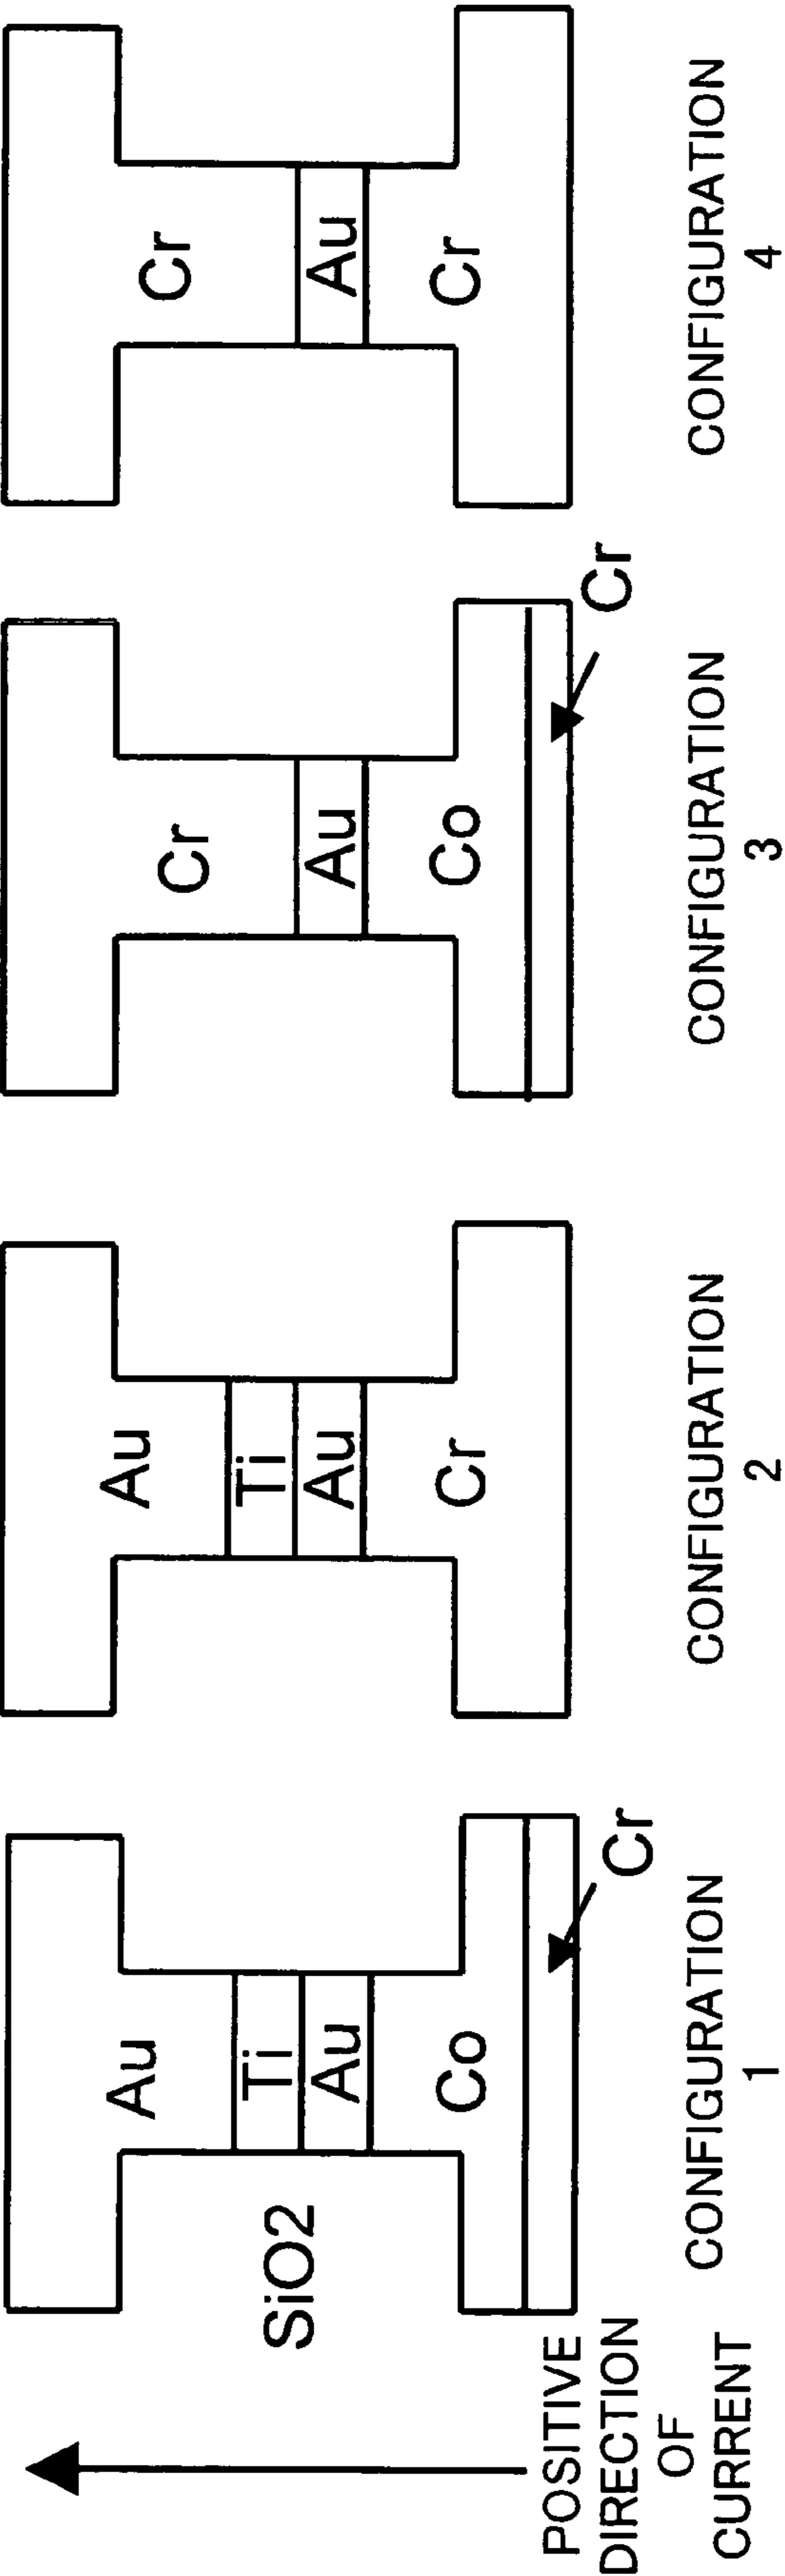 POSITIVE
DIRECTION
OF
CURRENT
SiO2
Au
Ti
Au
Co
Cr
CONFIGURATION
1
Au
Ti
Au
Cr
CONFIGURATION
2
Cr
Au
Co
Cr
CONFIGURATION
3
Cr
Au
Cr
CONFIGURATION
4